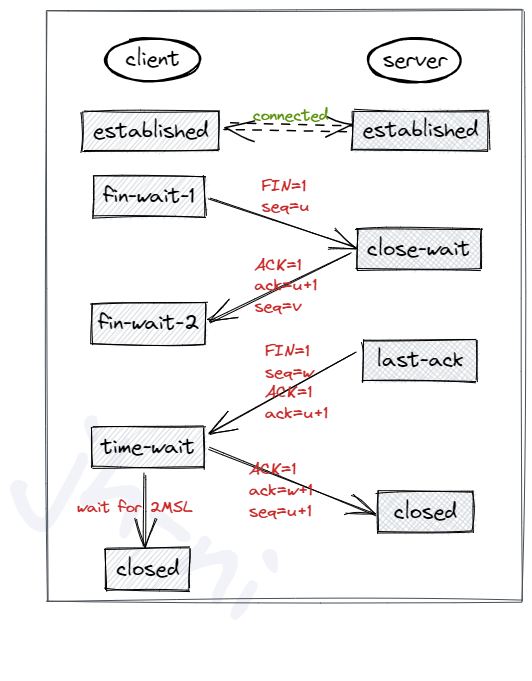 client
server
connected
established
established
fin-wait-1
FIN=1
seq=u
close-wait
ACK=1
ack=u+1
seq=v
fin-wait-2
FIN=1
seq=w
ACK=1
ack=u+1
last-ack
time-wait
ACK=1
ack=w+1
seq=u+1
wait for 2MSL
closed
closed